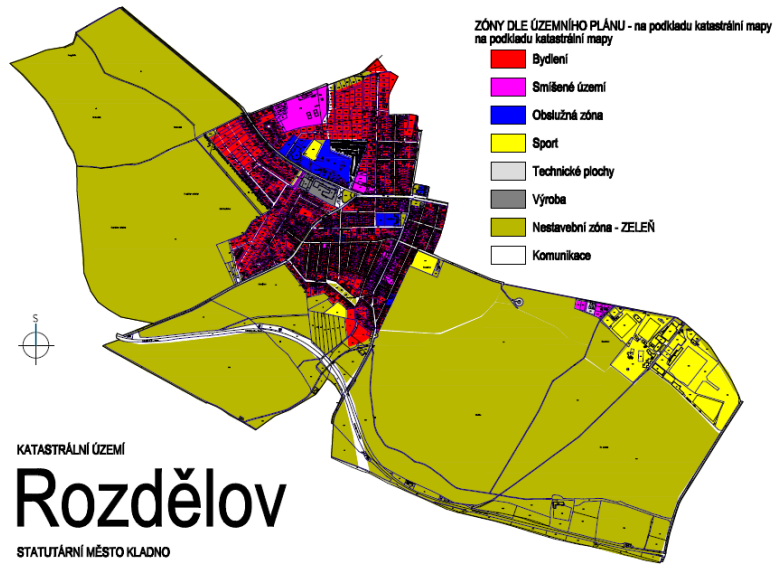 ZÓNY DLE ÚZEMNÍHO PLÁNU - na podkladu katastrální mapy
na podkladu katastrální mapy
Bydlení
Smíšené území
Obslužná zóna
Sport
Technické plochy
Výroba
Nestavební zóna - ZELEŇ
Komunikace
S
KATASTRÁLNÍ ÚZEMÍ
Rozdělov
STATUTÁRNÍ MĚSTO KLADNO